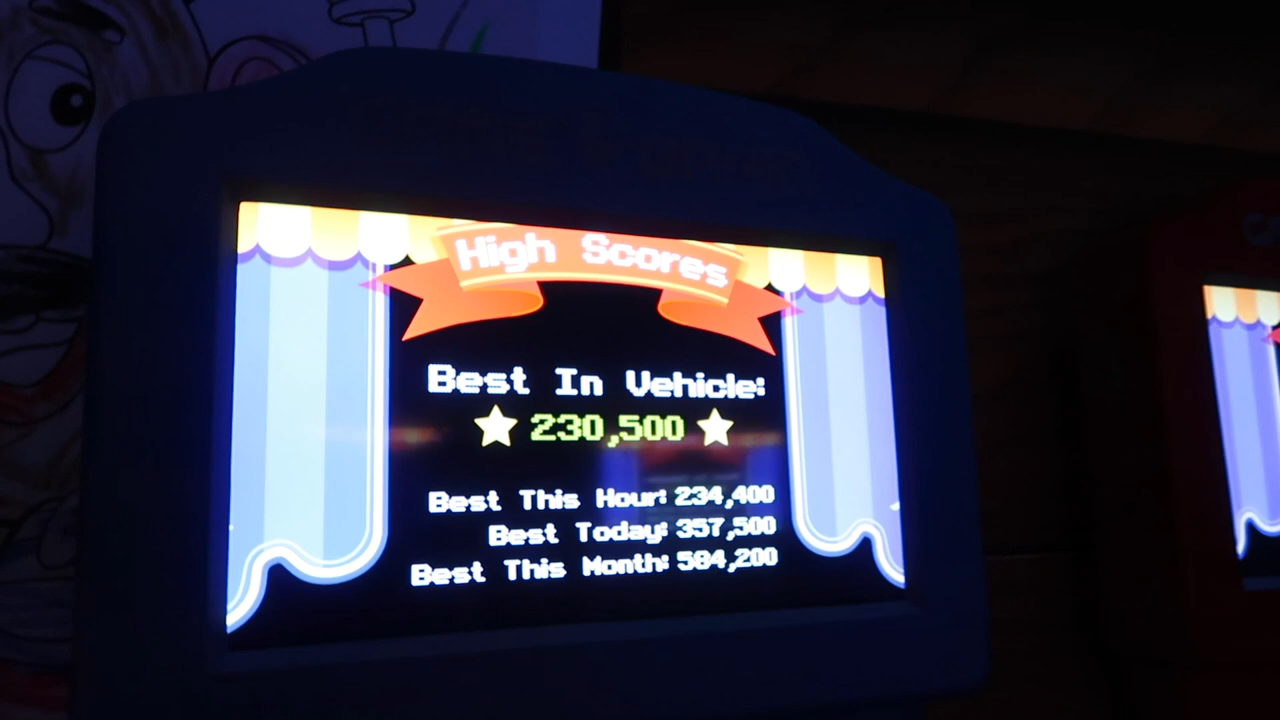 High Scores
Best In Vehicle:
230,500
Best This Hour: 234,400
Best Today: 357,500
Best This Month: 584,200